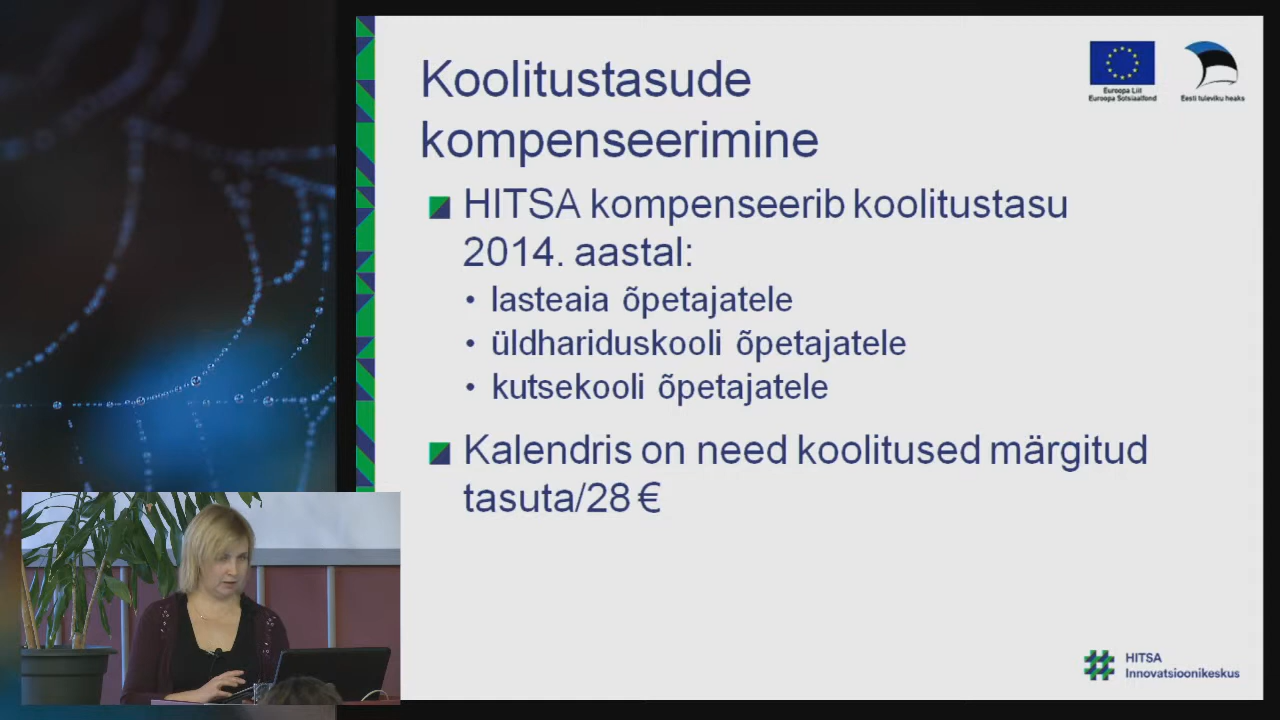 Koolitustasude
kompenseerimine
Euroopa Liit
Euroopa Sotsiaalfond
Eesti tuleviku heaks
HITSA kompenseerib koolitustasu
2014. aastal:
lasteaia õpetajatele
üldhariduskooli õpetajatele
kutsekooli õpetajatele
Kalendris on need koolitused märgitud
tasuta/28 €
HITSA
Innovatsioonikeskus